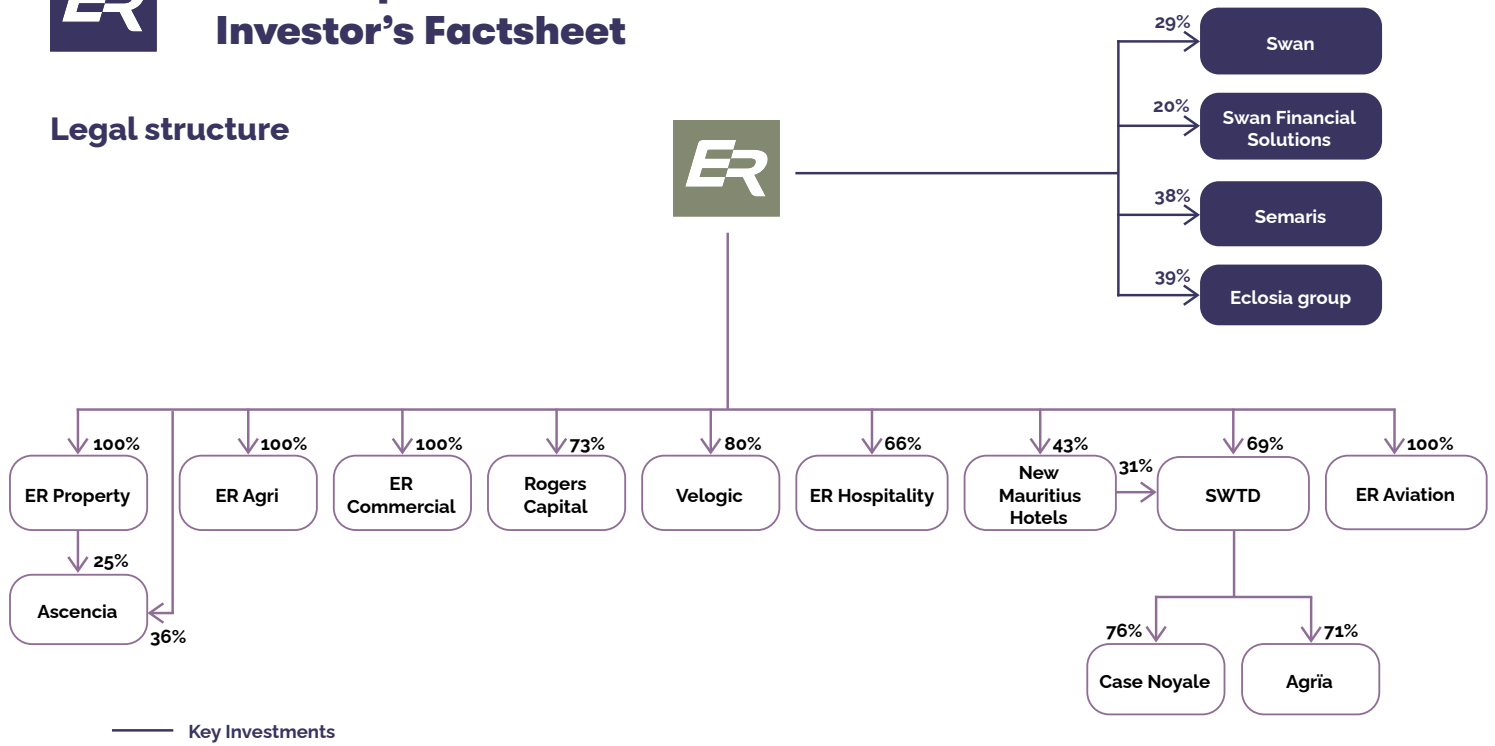 ER
Investor’s Factsheet
Legal structure
ER
29%
Swan
20%
Swan Financial
Solutions
38%
Semaris
39%
Eclosia group
100%
ER Property
100%
ER Agri
100%
ER
Commercial
73%
Rogers
Capital
80%
Velogic
66%
ER Hospitality
43%
New
Mauritius
Hotels
31%
69%
SWTD
100%
ER Aviation
25%
Ascencia
36%
76%
Case Noyale
71%
Agrïa
Key Investments